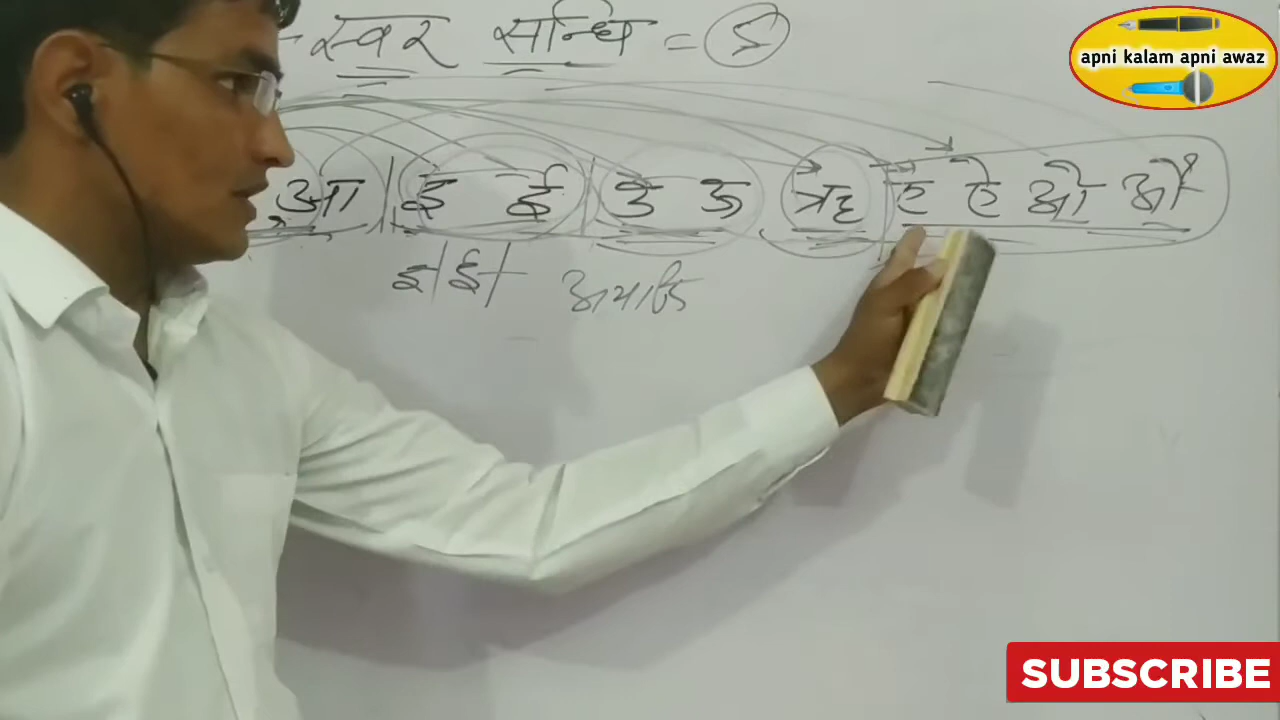 - स्वर सन्धि = 5
apni kalam apni awaz
आ | इ ई | उ ऊ ऋ | ए ऐ ओ औ
इ/ई/
SUBSCRIBE